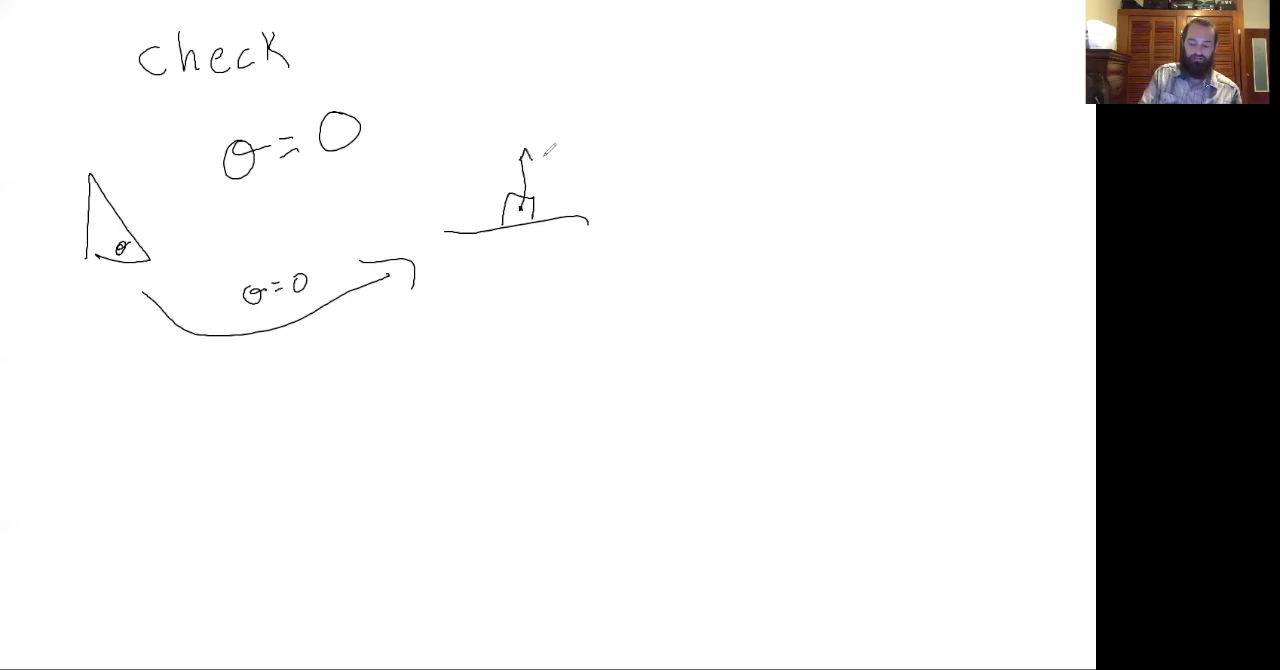 check
θ = 0
θ
θ = 0